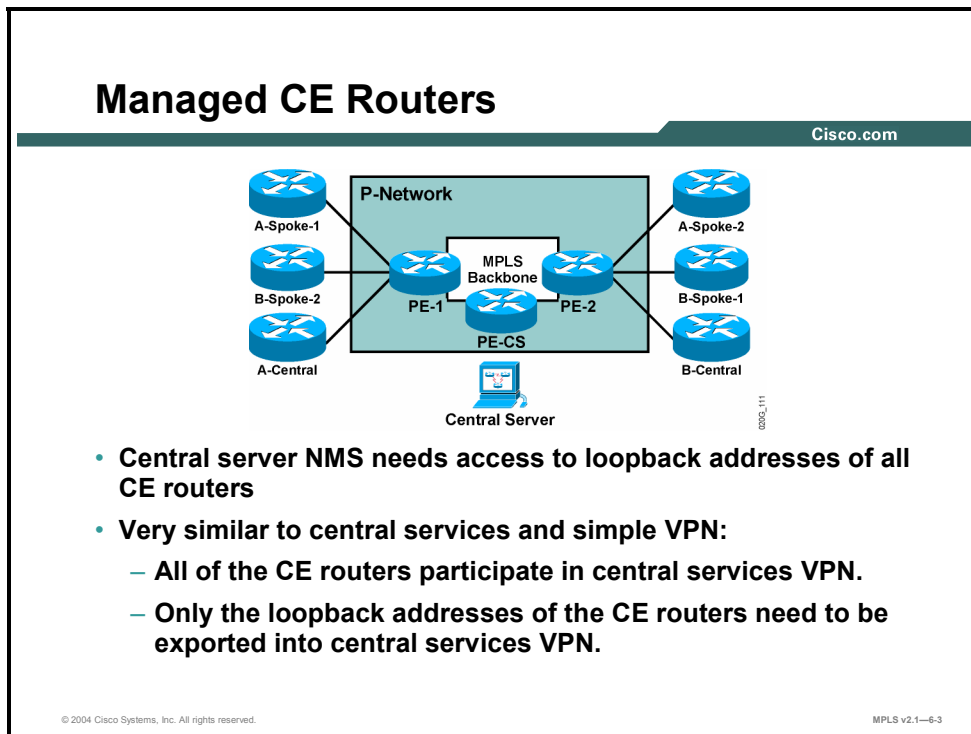 Managed CE Routers
Cisco.com
P-Network
A-Spoke-1
A-Spoke-2
MPLS
Backbone
B-Spoke-2
PE-1
PE-2
B-Spoke-1
PE-CS
A-Central
B-Central
Central Server
020G_111
• Central server NMS needs access to loopback addresses of all
CE routers
• Very similar to central services and simple VPN:
– All of the CE routers participate in central services VPN.
– Only the loopback addresses of the CE routers need to be
exported into central services VPN.
© 2004 Cisco Systems, Inc. All rights reserved.
MPLS v2.1—6-3